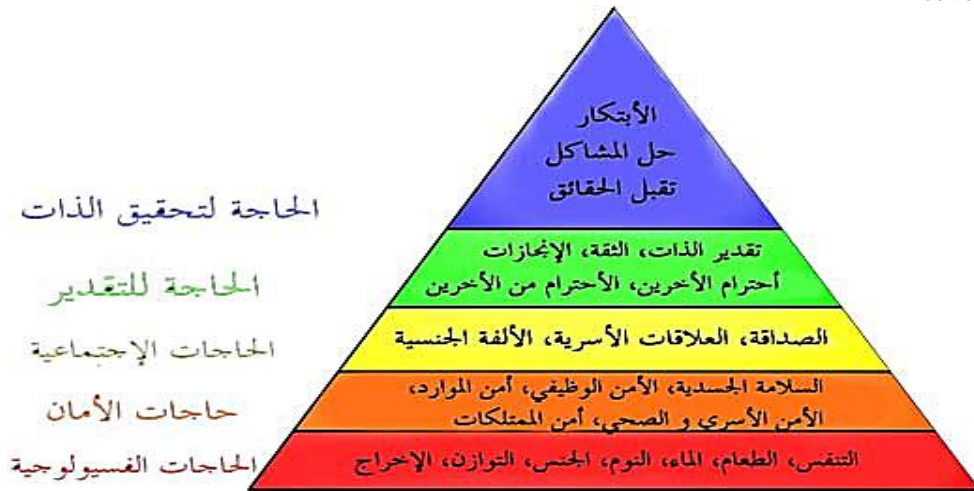 الأبتكار
حل المشاكل
تقبل الحقائق
الحاجة لتحقيق الذات
تقدير الذات، الثقة، الإنجازات
أحترام الأخرين، الأحترام من الأخرين
الحاجة للتقدير
الصداقة، العلاقات الأسرية، الألفة الجنسية
الحاجات الإجتماعية
السلامة الجسدية، الأمن الوظيفي، أمن الموارد،
الأمن الأسري و الصحي، أمن الممتلكات
حاجات الأمان
التنفس، الطعام، الماء، النوم، الجنس، التوازن، الإخراج
الحاجات الفسيولوجية